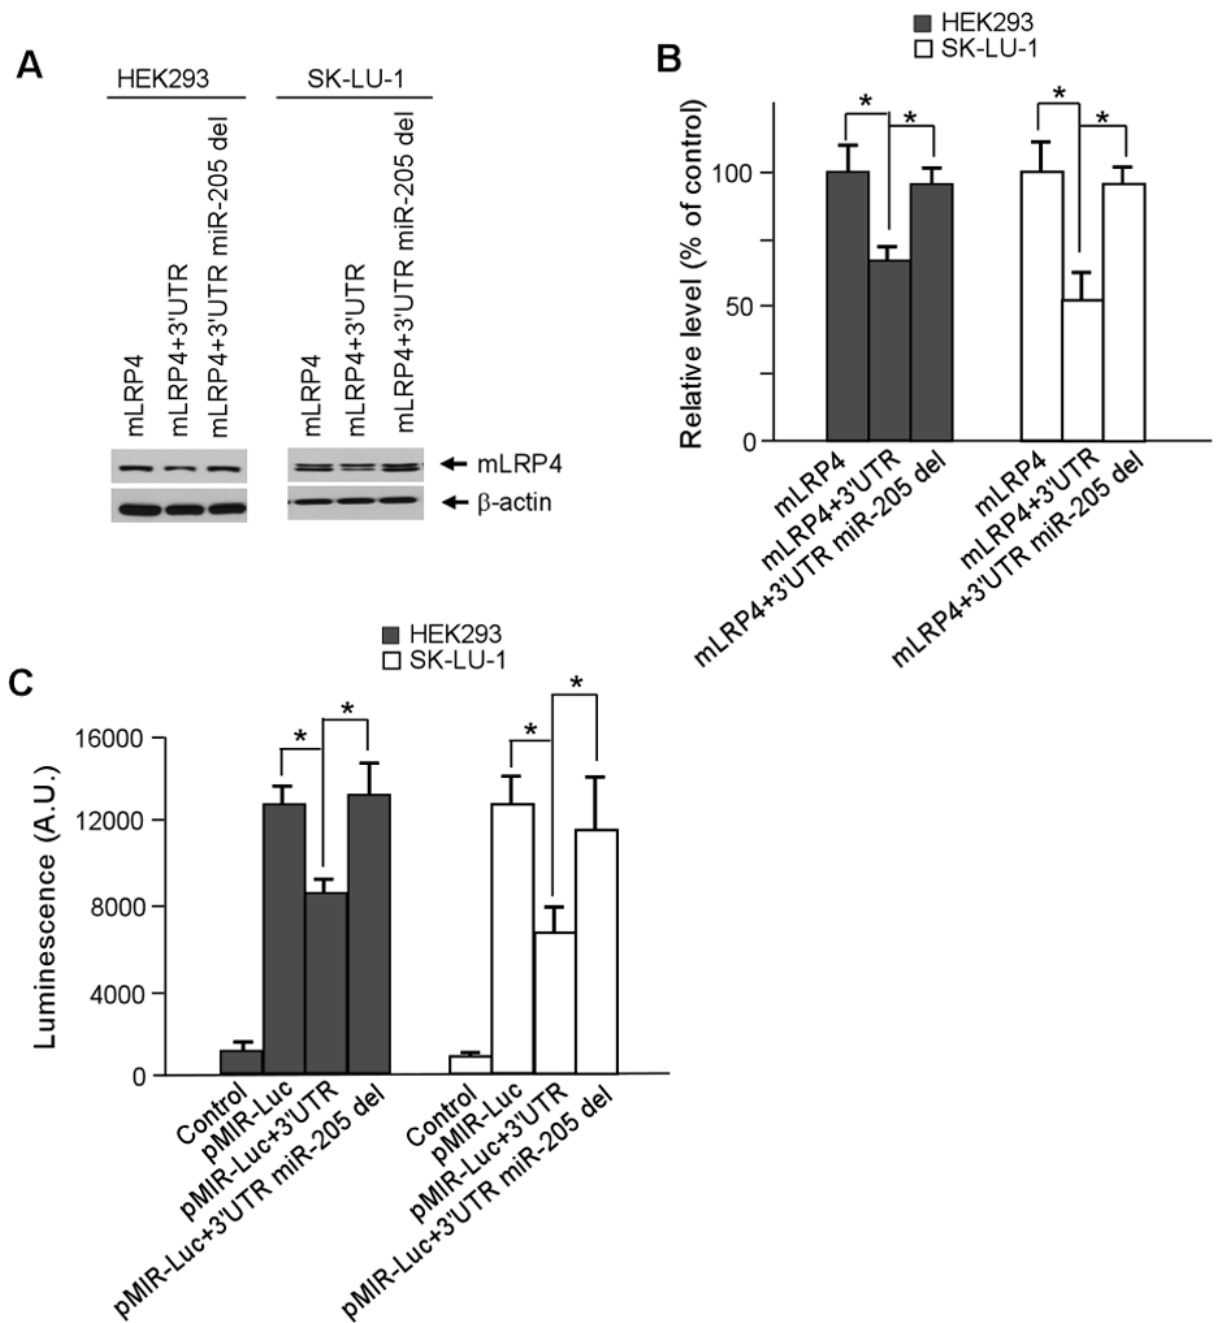 A
HEK293
SK-LU-1
mLRP4
mLRP4+3'UTR
mLRP4+3'UTR miR-205 del
mLRP4
mLRP4+3'UTR
mLRP4+3'UTR miR-205 del
mLRP4
β-actin
B
HEK293
SK-LU-1
Relative level (% of control)
100
50
0
*
*
*
*
mLRP4
mLRP4+3'UTR
mLRP4+3'UTR miR-205 del
mLRP4
mLRP4+3'UTR
mLRP4+3'UTR miR-205 del
C
HEK293
SK-LU-1
Luminescence (A.U.)
16000
12000
8000
4000
0
*
*
*
*
Control
pMIR-Luc
pMIR-Luc+3'UTR
pMIR-Luc+3'UTR miR-205 del
Control
pMIR-Luc
pMIR-Luc+3'UTR
pMIR-Luc+3'UTR miR-205 del